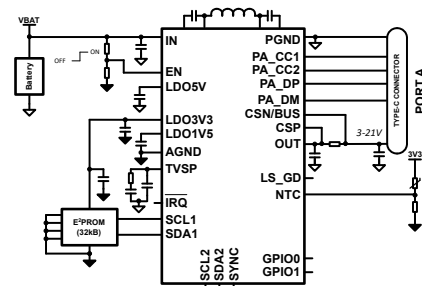 VBAT
ON
OFF
Battery
IN
EN
LDO5V
LDO3V3
LDO1V5
AGND
TVSP
IRQ
SCL1
SDA1
E²PROM
(32kB)
SCL2
SDA2
SYNC
PGND
PA_CC1
PA_CC2
PA_DP
PA_DM
CSN/BUS
CSP
OUT
LS_GD
NTC
GPIO0
GPIO1
3-21V
3V3
TYPE-C CONNECTOR
PORT A